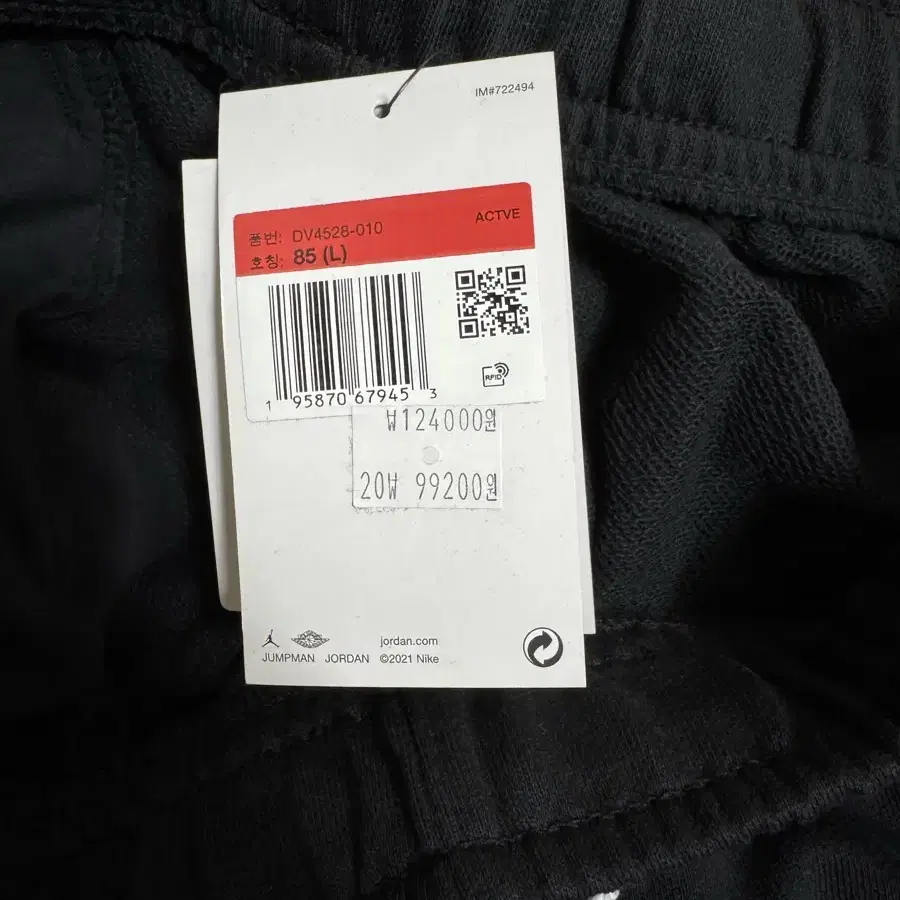 IM#722494
품번: DV4528-010
ACTVE
호칭: 85 (L)
RFID
1 95870 67945 3
₩124000원
20₩ 99200원
jordan.com
JUMPMAN JORDAN ©2021 Nike